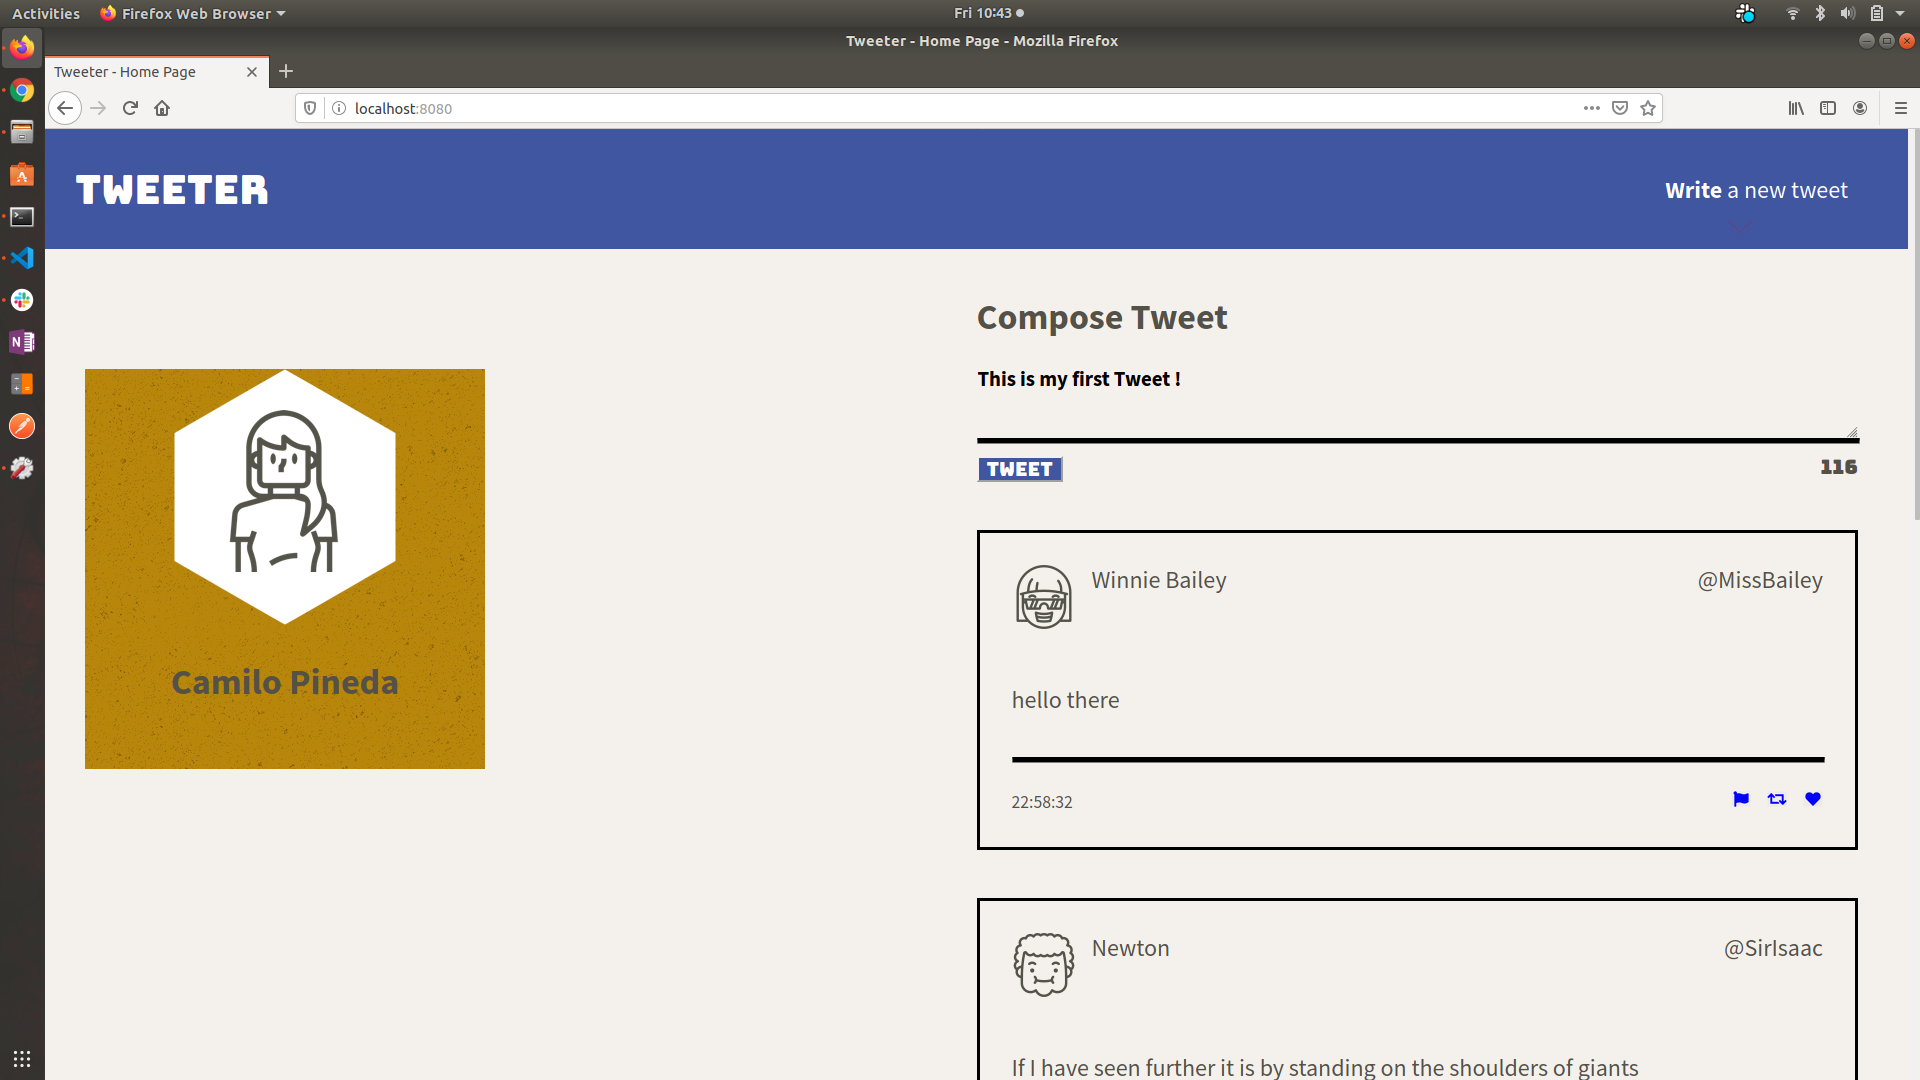 Activities
Firefox Web Browser
Fri 10:43
Tweeter - Home Page - Mozilla Firefox
Tweeter - Home Page
localhost:8080
TWEETER
Write a new tweet
Compose Tweet
This is my first Tweet !
TWEET
116
Camilo Pineda
Winnie Bailey
@MissBailey
hello there
22:58:32
Newton
@SirIsaac
If I have seen further it is by standing on the shoulders of giants